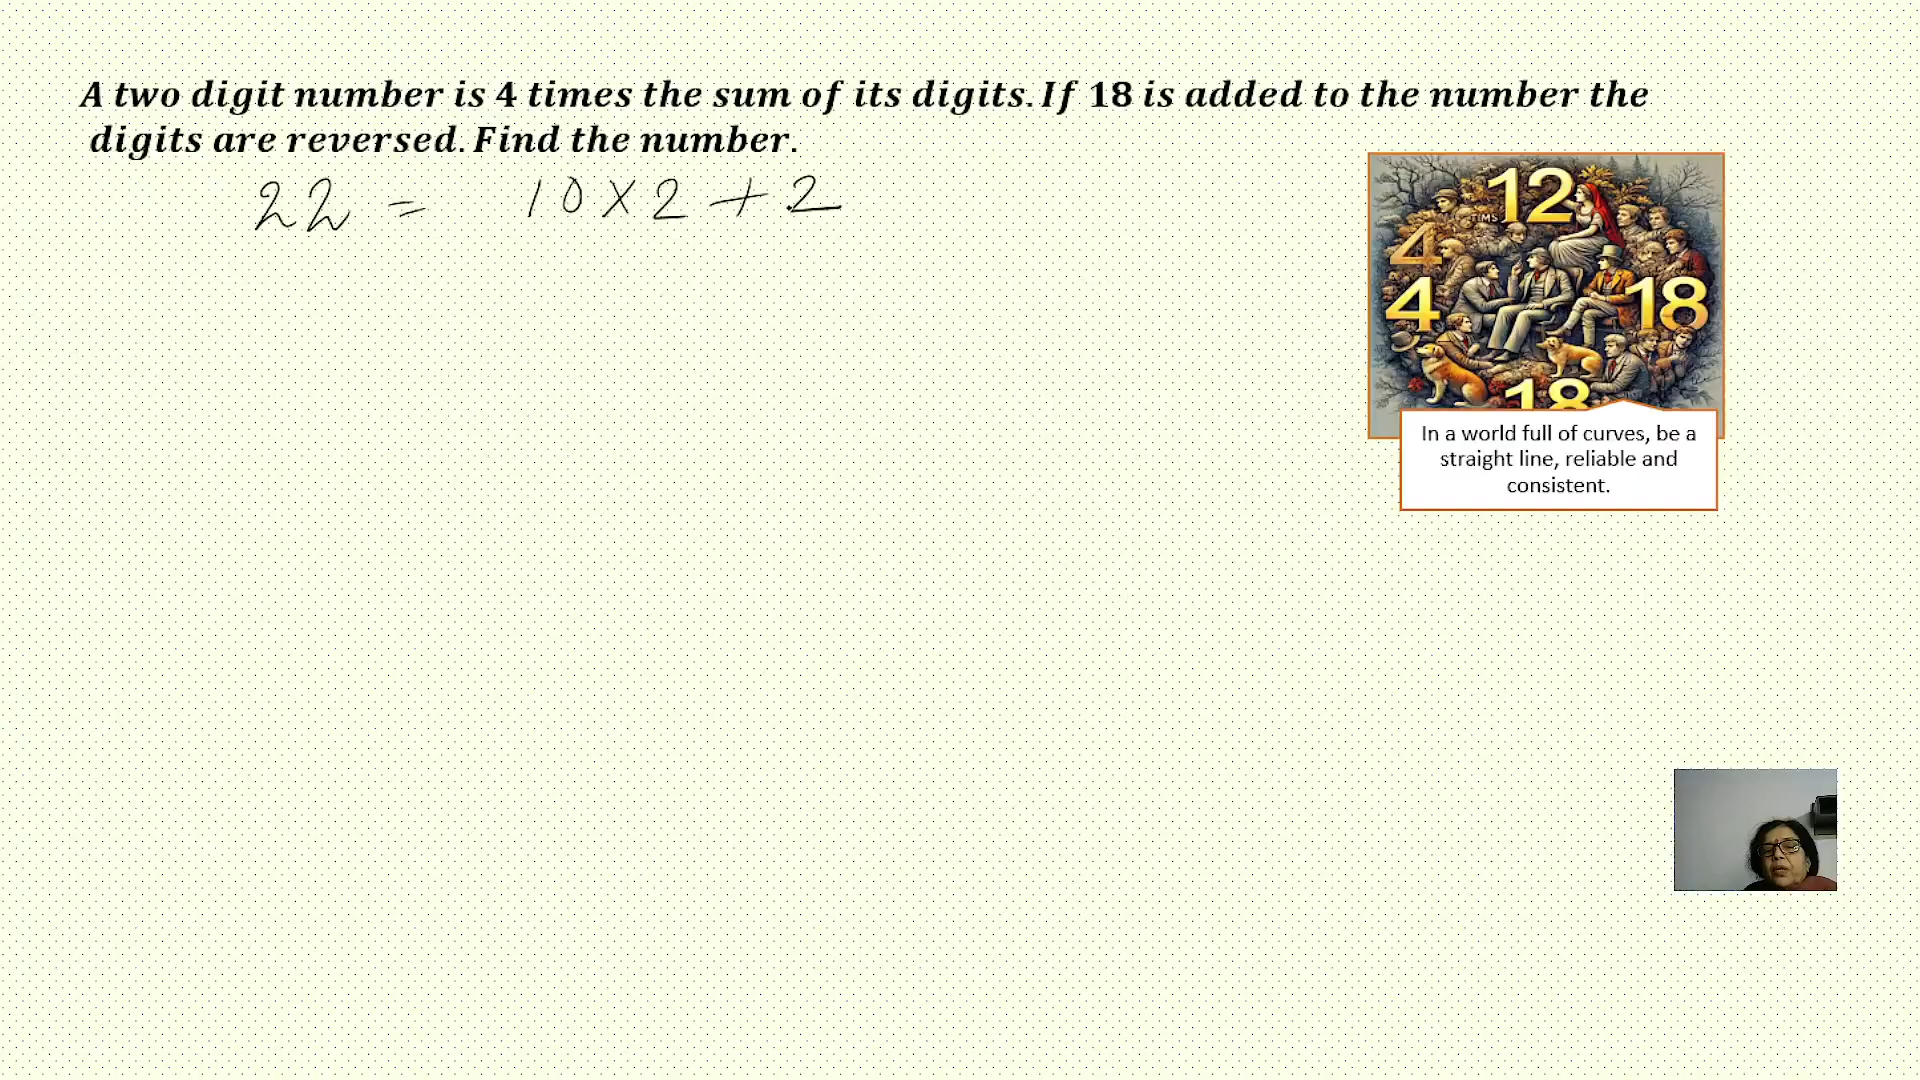 A two digit number is 4 times the sum of its digits. If 18 is added to the number the
digits are reversed. Find the number.
22 = 10 × 2 + 2
12
TIMS
4
4
18
18
In a world full of curves, be a
straight line, reliable and
consistent.